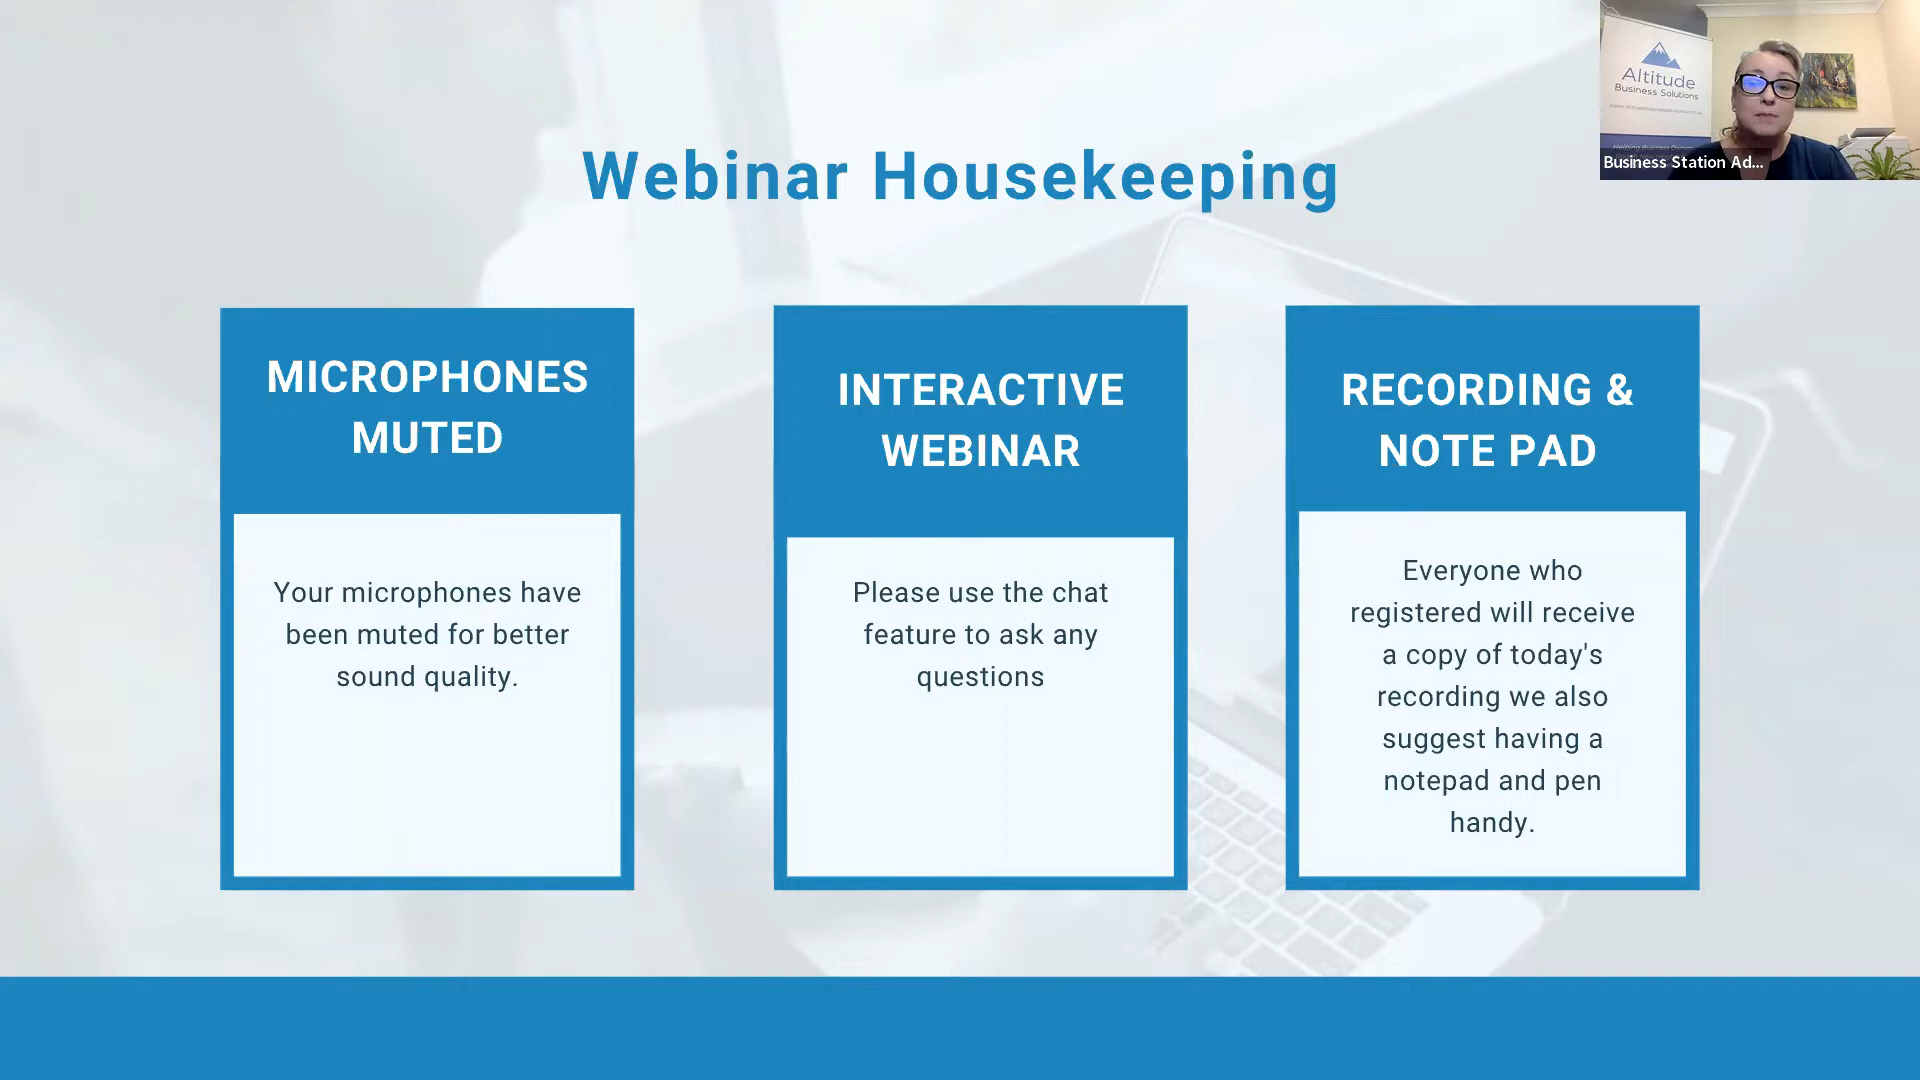 Webinar Housekeeping
MICROPHONES
MUTED
Your microphones have
been muted for better
sound quality.
INTERACTIVE
WEBINAR
Please use the chat
feature to ask any
questions
RECORDING &
NOTE PAD
Everyone who
registered will receive
a copy of today's
recording we also
suggest having a
notepad and pen
handy.
Altitude
Business Solutions
Business Station Ad...